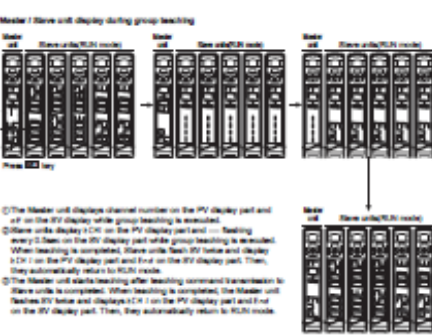 Master / Slave unit display during group teaching
Master
unit
Slave units(RUN mode)
Master
unit
Slave units(RUN mode)
Master
unit
Slave units(RUN mode)
Press key
①The Master unit displays channel number on the PV display part and
on the SV display while group teaching is executed.
②Slave units display on the PV display part and ---- flashing
every 0.5sec on the SV display part while group teaching is executed.
When teaching is completed, Slave units flash SV twice and display
on the PV display part and End on the SV display part. Then,
they automatically return to RUN mode.
③The Master unit starts teaching after teaching command transmission to
Slave units is completed. When teaching is completed, the Master unit
flashes SV twice and displays on the PV display part and End
on the SV display part. Then, they automatically return to RUN mode.
Master
unit
Slave units(RUN mode)